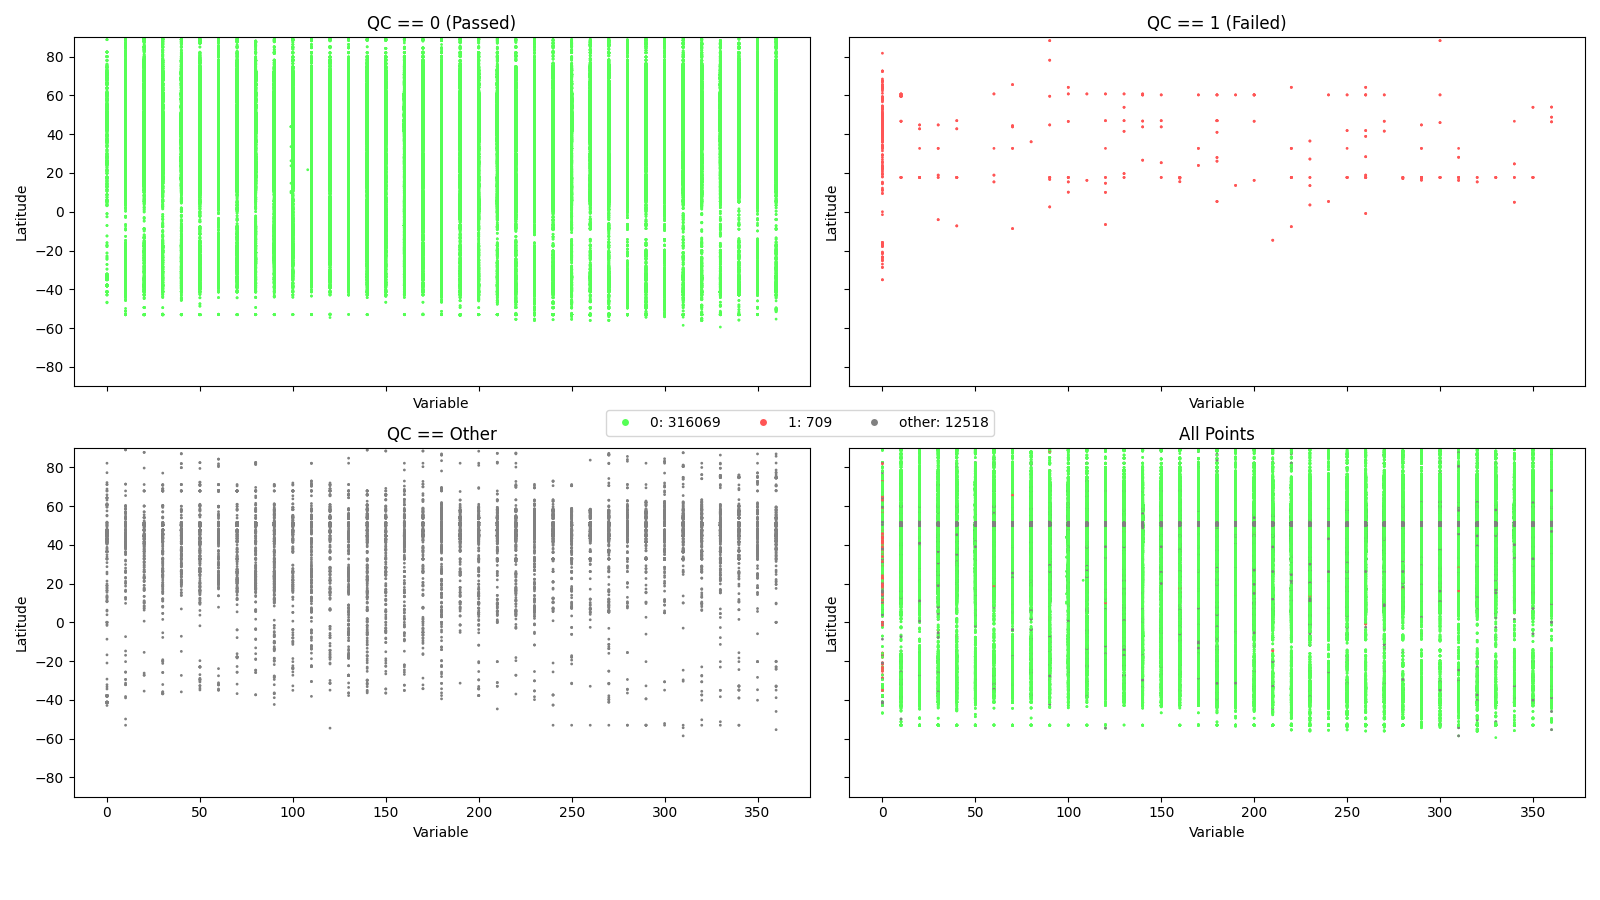 QC == 0 (Passed)
QC == 1 (Failed)
80
60
40
20
0
−20
−40
−60
−80
Latitude
Latitude
Variable
Variable
0: 316069
1: 709
other: 12518
QC == Other
All Points
80
60
40
20
0
−20
−40
−60
−80
Latitude
Latitude
0
50
100
150
200
250
300
350
0
50
100
150
200
250
300
350
Variable
Variable